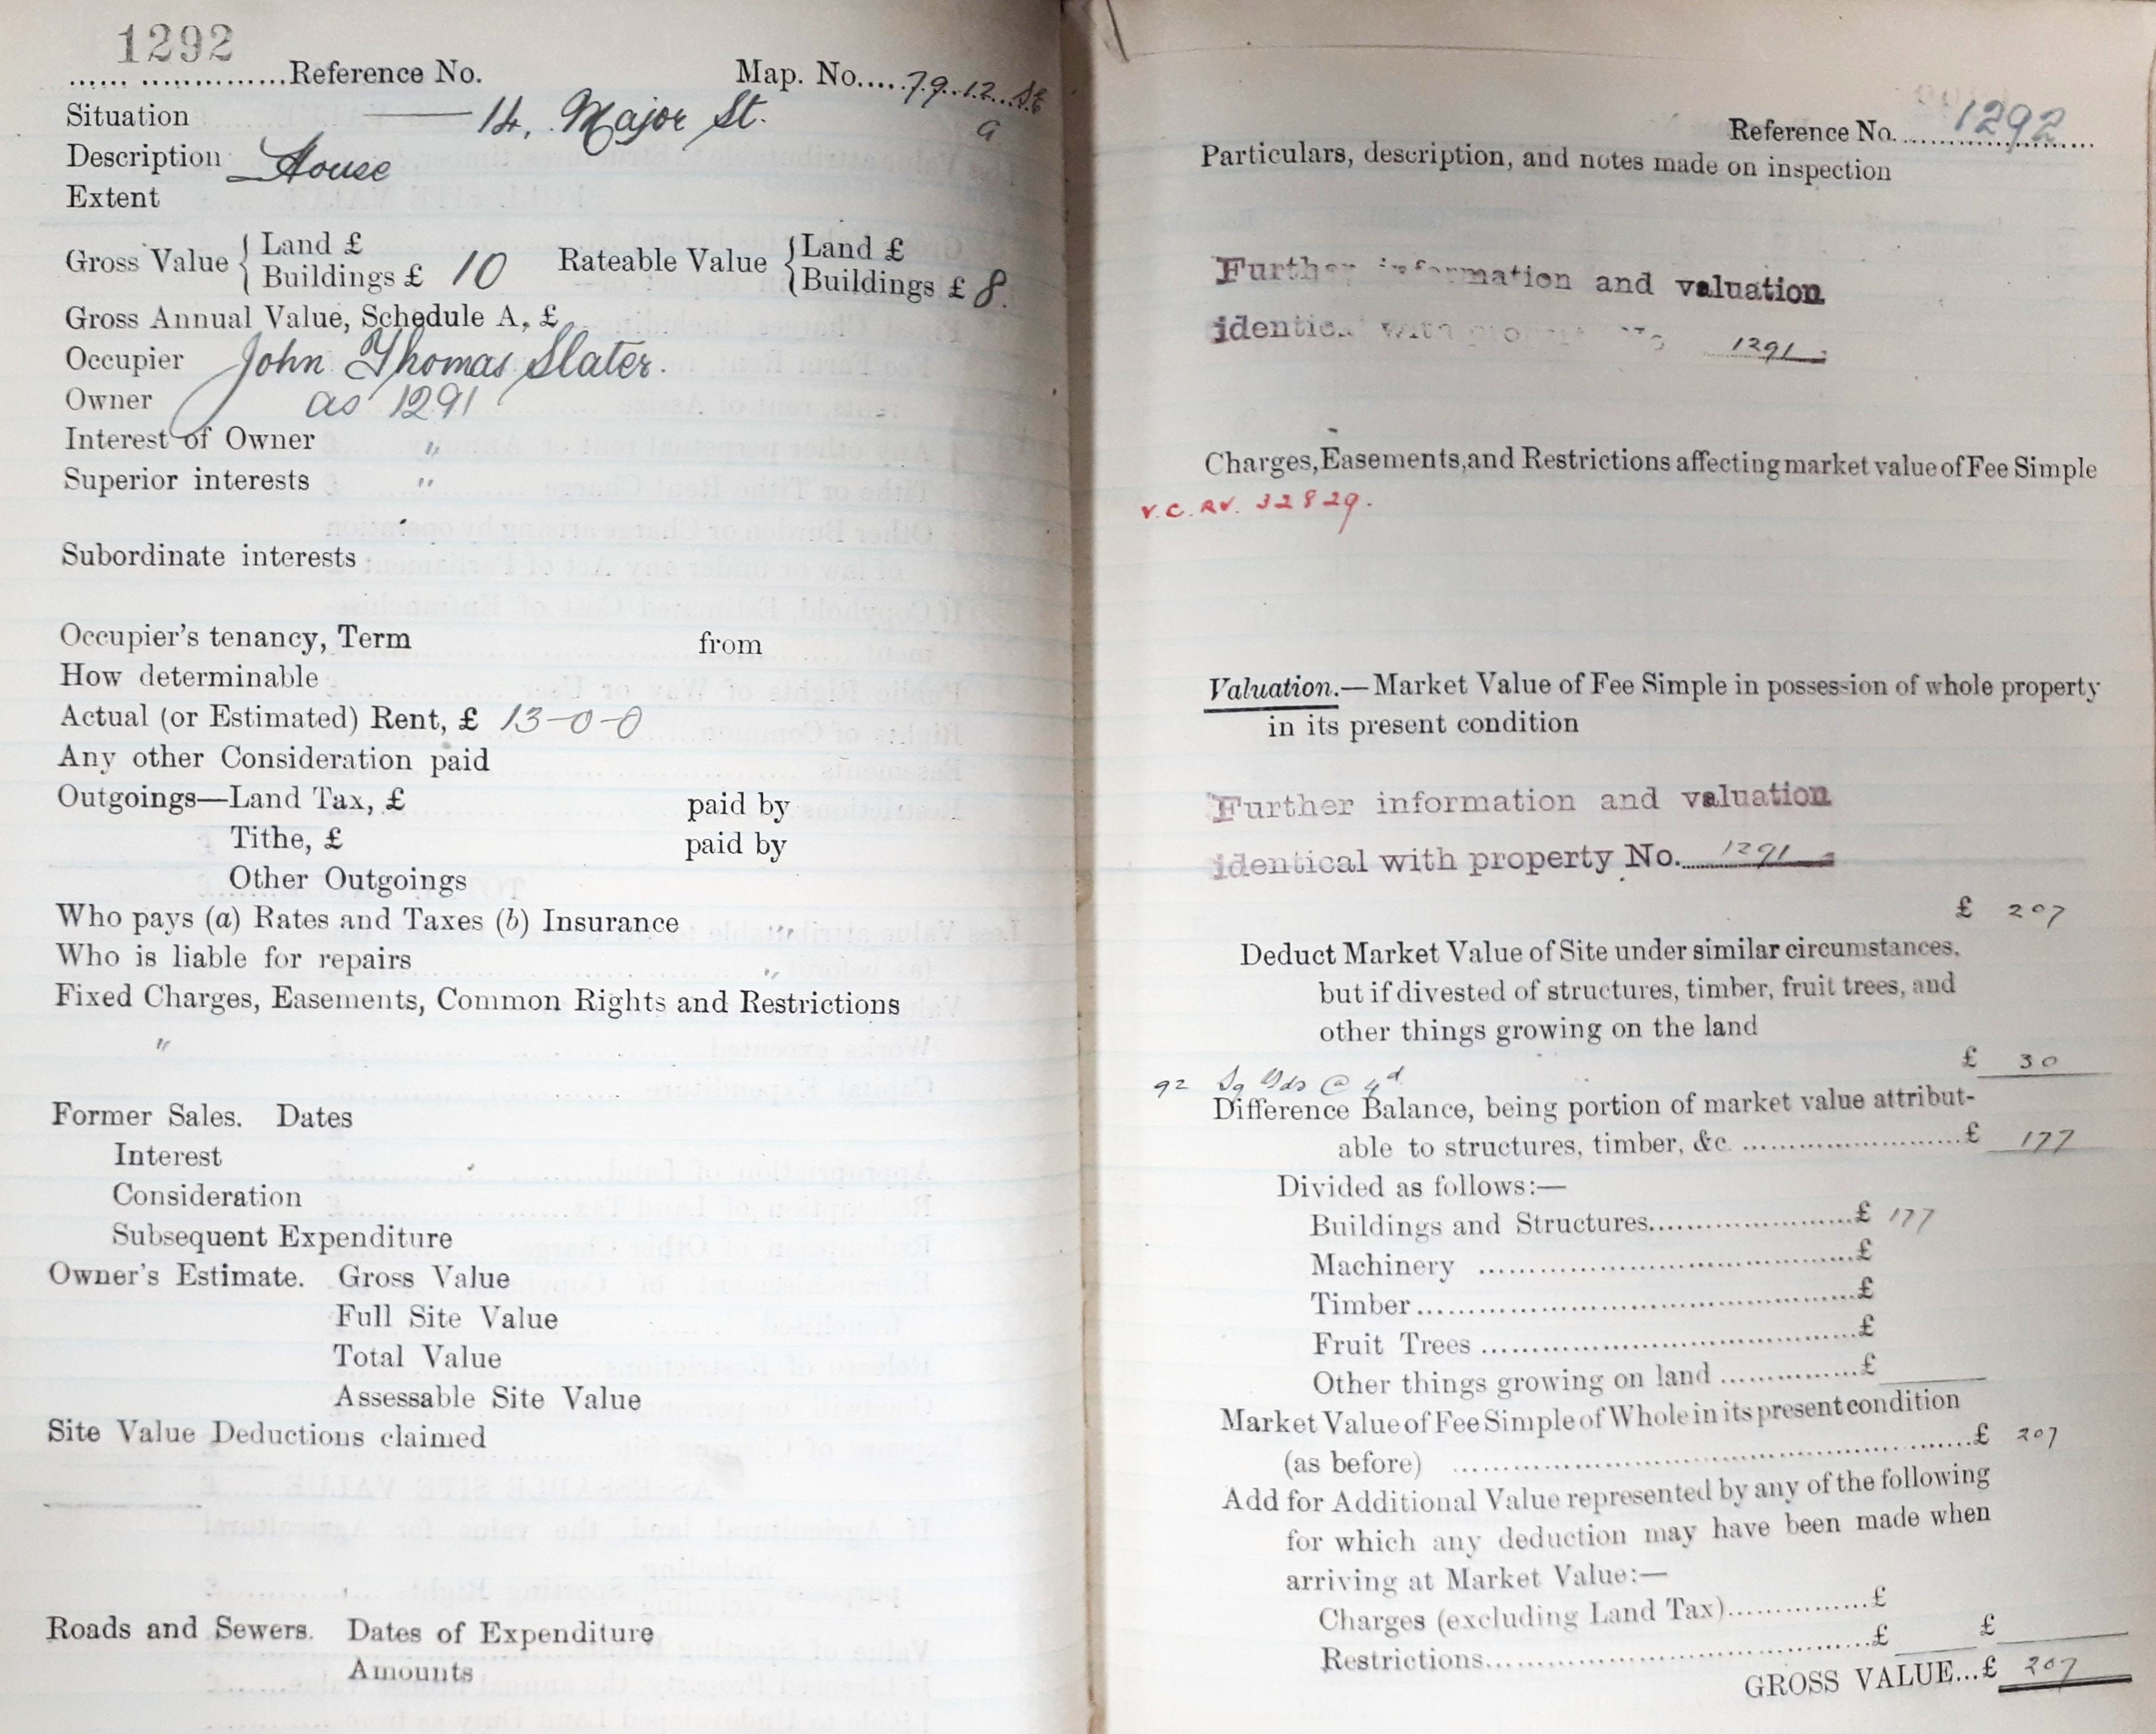 1292
...... ..............Reference No. Map. No.....79.12.SE
a
Situation — 14, Major St.
Description House
Extent
Gross Value { Land £ Rateable Value { Land £
Buildings £ 10 Buildings £ 8.
Gross Annual Value, Schedule A, £
Occupier John Thomas Slater.
Owner as 1291
Interest of Owner "
Superior interests "
Subordinate interests
Occupier's tenancy, Term from
How determinable
Actual (or Estimated) Rent, £ 13-0-0
Any other Consideration paid
Outgoings—Land Tax, £ paid by
Tithe, £ paid by
Other Outgoings
Who pays (a) Rates and Taxes (b) Insurance "
Who is liable for repairs "
Fixed Charges, Easements, Common Rights and Restrictions
"
Former Sales. Dates
Interest
Consideration
Subsequent Expenditure
Owner's Estimate. Gross Value
Full Site Value
Total Value
Assessable Site Value
Site Value Deductions claimed
Roads and Sewers. Dates of Expenditure
Amounts
Reference No. 1292
Particulars, description, and notes made on inspection
Further information and valuation
identical with 1291
Charges, Easements, and Restrictions affecting market value of Fee Simple
V.C. RV. 32829.
Valuation.—Market Value of Fee Simple in possession of whole property
in its present condition
Further information and valuation
identical with property No. 1291
£ 207
Deduct Market Value of Site under similar circumstances,
but if divested of structures, timber, fruit trees, and
other things growing on the land
£ 30
92 Sq Yds @ 4d
Difference Balance, being portion of market value attribut-
able to structures, timber, &c. ........................£ 177
Divided as follows:—
Buildings and Structures......................£ 177
Machinery ......................................£
Timber............................................£
Fruit Trees .....................................£
Other things growing on land ...............£
Market Value of Fee Simple of Whole in its present condition
(as before) ....................................................£ 207
Add for Additional Value represented by any of the following
for which any deduction may have been made when
arriving at Market Value:—
Charges (excluding Land Tax)...............£
Restrictions.......................................£ £
GROSS VALUE...£ 207